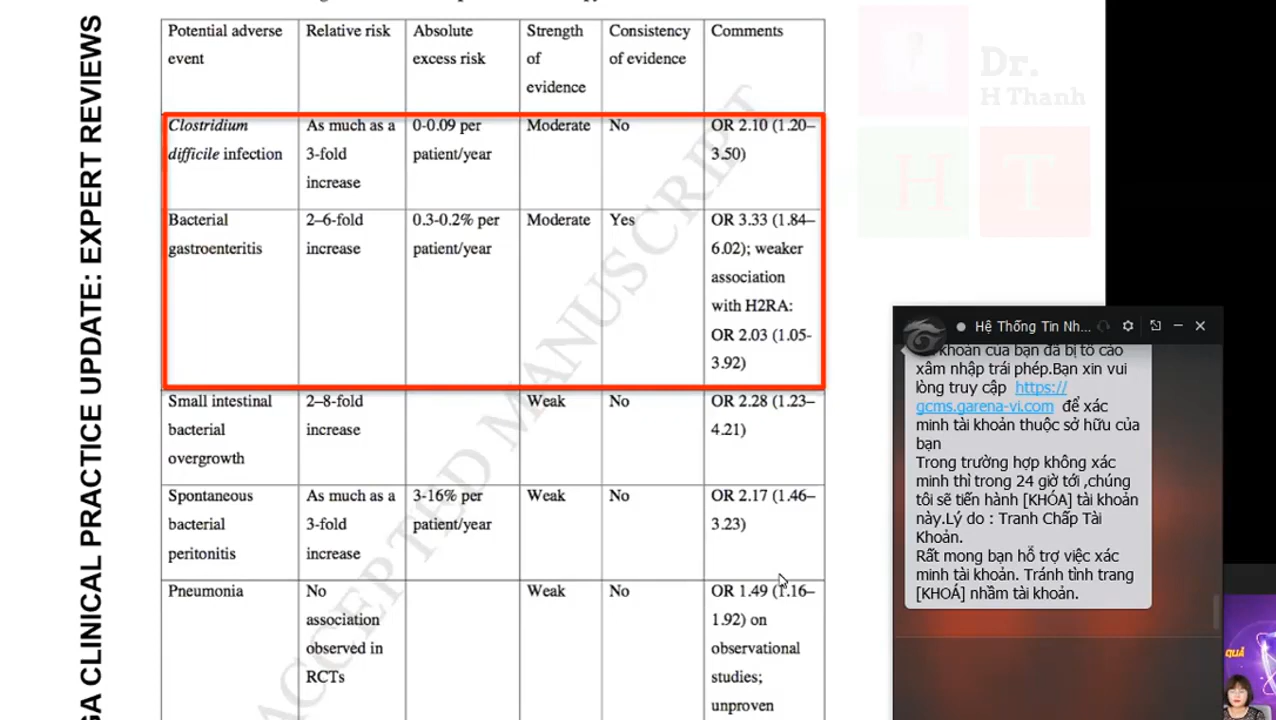 GA CLINICAL PRACTICE UPDATE: EXPERT REVIEWS
Potential adverse
event
Relative risk
Absolute
excess risk
Strength
of
evidence
Consistency
of evidence
Comments
Clostridium
difficile infection
As much as a
3-fold
increase
0-0.09 per
patient/year
Moderate
No
OR 2.10 (1.20–
3.50)
Bacterial
gastroenteritis
2–6-fold
increase
0.3-0.2% per
patient/year
Moderate
Yes
OR 3.33 (1.84–
6.02); weaker
association
with H2RA:
OR 2.03 (1.05-
3.92)
Small intestinal
bacterial
overgrowth
2–8-fold
increase
Weak
No
OR 2.28 (1.23–
4.21)
Spontaneous
bacterial
peritonitis
As much as a
3-fold
increase
3-16% per
patient/year
Weak
No
OR 2.17 (1.46–
3.23)
Pneumonia
No
association
observed in
RCTs
Weak
No
OR 1.49 (1.16–
1.92) on
observational
studies;
unproven
ACCEPTED MANUSCRIPT
Dr.
H Thanh
H T
Hệ Thống Tin Nh...
khoản của bạn đã bị tố cáo
xâm nhập trái phép.Bạn xin vui
lòng truy cập https://
gcms.garena-vi.com để xác
minh tài khoản thuộc sở hữu của
bạn
Trong trường hợp không xác
minh thì trong 24 giờ tới ,chúng
tôi sẽ tiến hành [KHÓA] tài khoản
này.Lý do : Tranh Chấp Tài
Khoản.
Rất mong bạn hỗ trợ việc xác
minh tài khoản. Tránh tình trang
[KHOÁ] nhầm tài khoản.
QUẢ